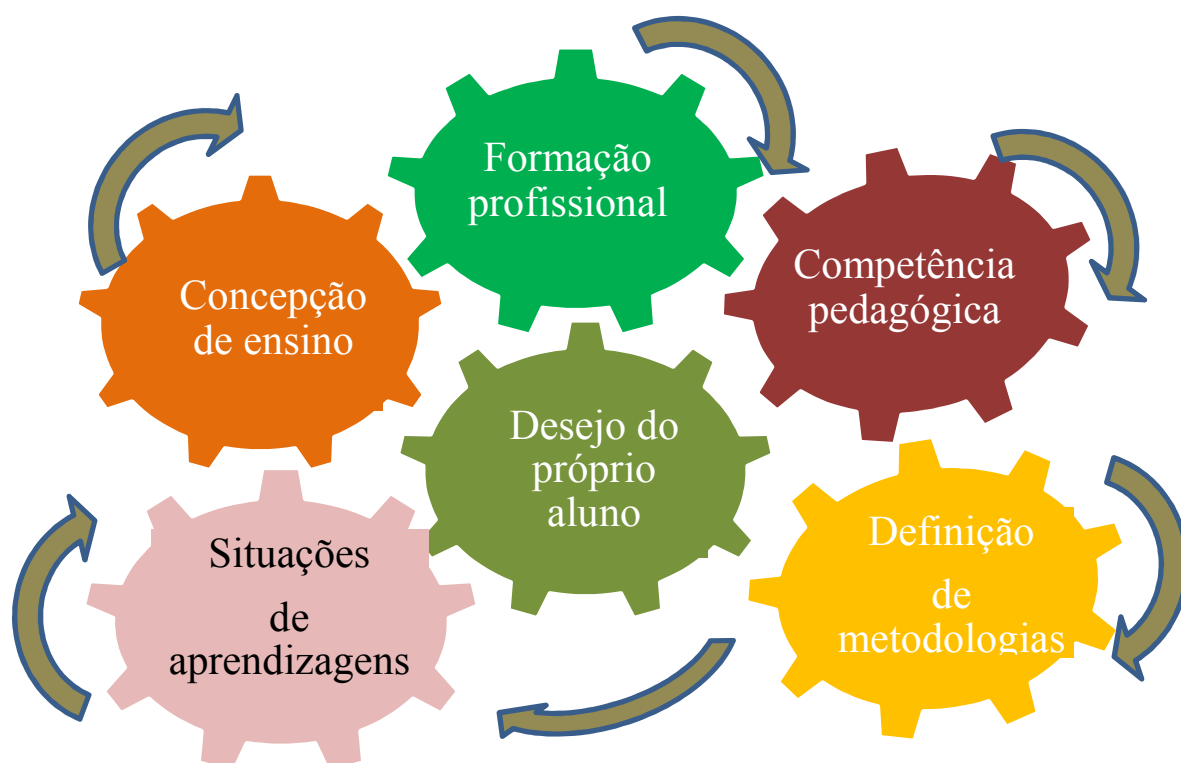 Formação
profissional
Competência
pedagógica
Concepção
de ensino
Desejo do
próprio
aluno
Definição
de
metodologias
Situações
de
aprendizagens